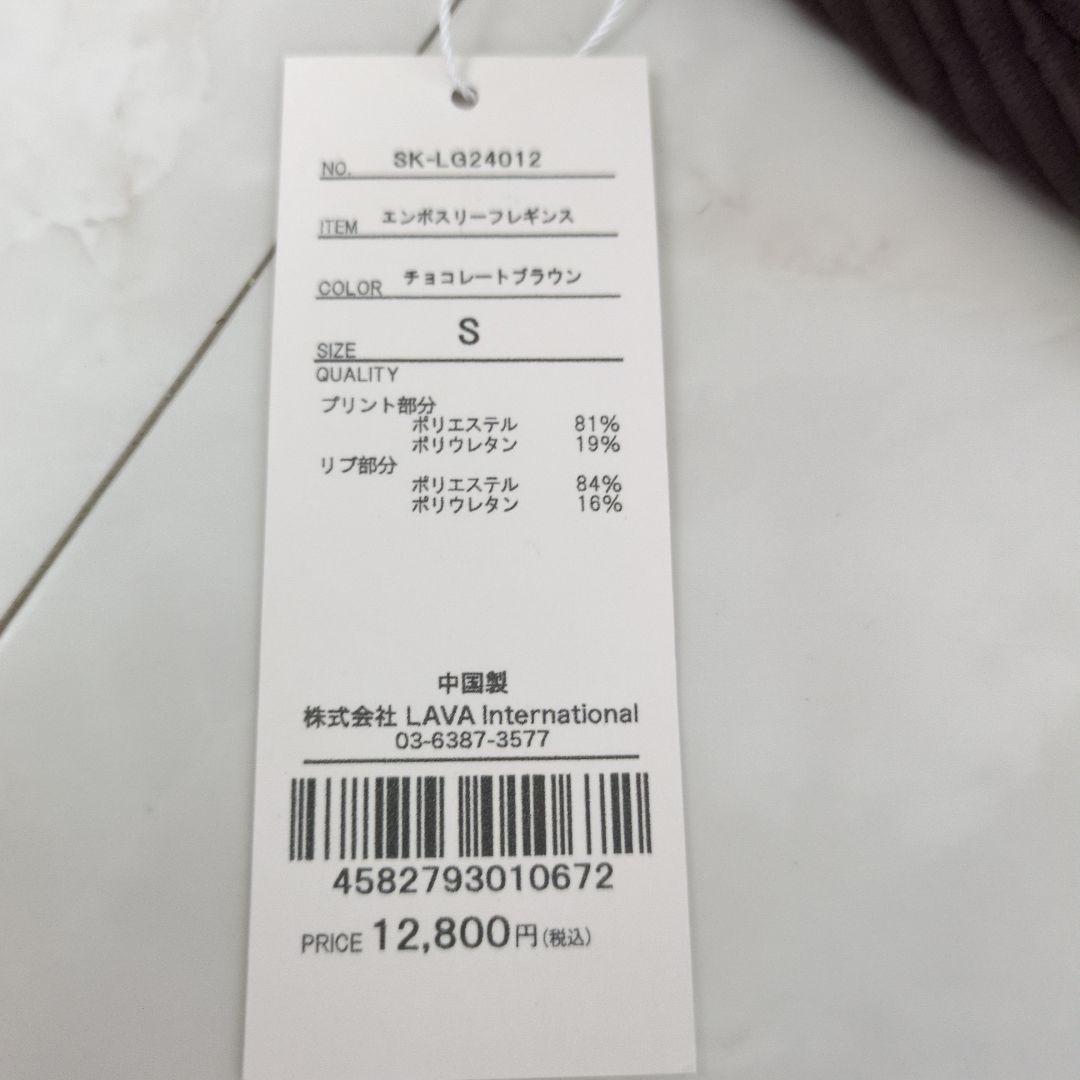 NO. SK-LG24012
ITEM エンボスリーフレギンス
COLOR チョコレートブラウン
SIZE S
QUALITY
プリント部分
ポリエステル 81%
ポリウレタン 19%
リブ部分
ポリエステル 84%
ポリウレタン 16%
中国製
株式会社 LAVA International
03-6387-3577
4582793010672
PRICE 12,800円(税込)